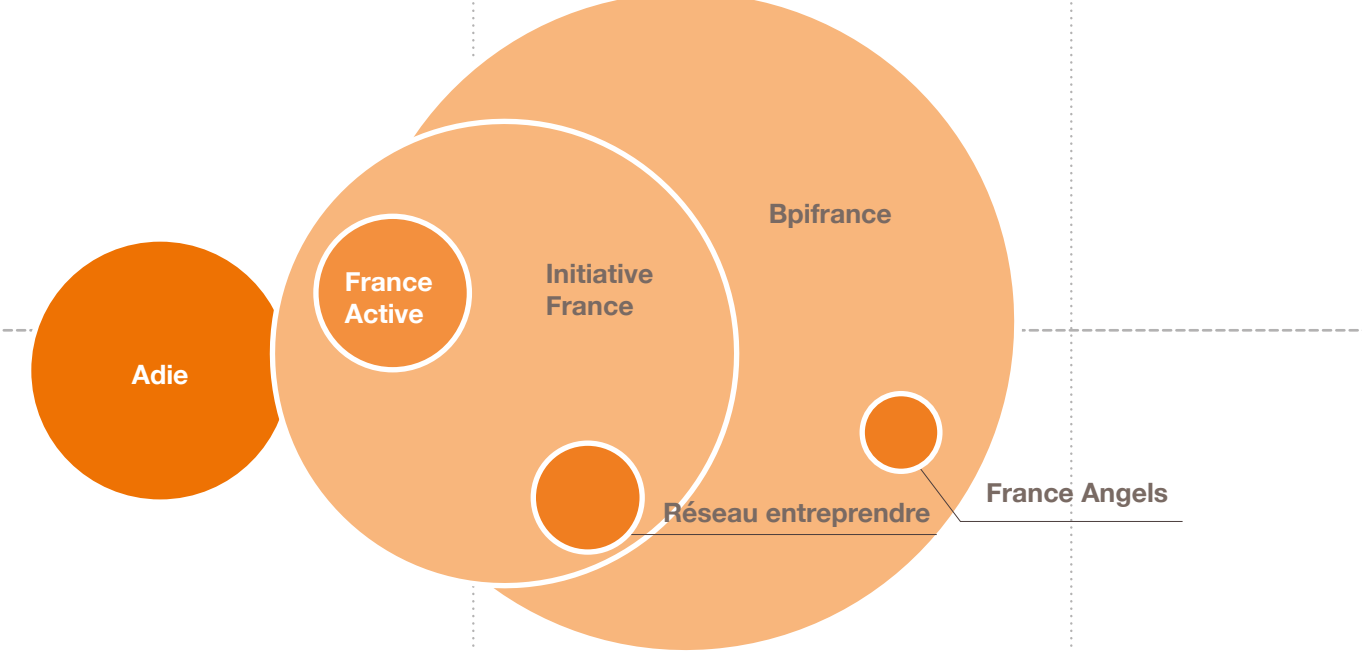 Bpifrance
Initiative
France
France
Active
Adie
France Angels
Réseau entreprendre